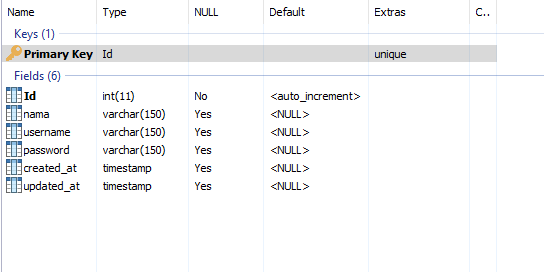 Name Type NULL Default Extras C..
Keys (1)
Primary Key Id unique
Fields (6)
Id int(11) No <auto_increment>
nama varchar(150) Yes <NULL>
username varchar(150) Yes <NULL>
password varchar(150) Yes <NULL>
created_at timestamp Yes <NULL>
updated_at timestamp Yes <NULL>